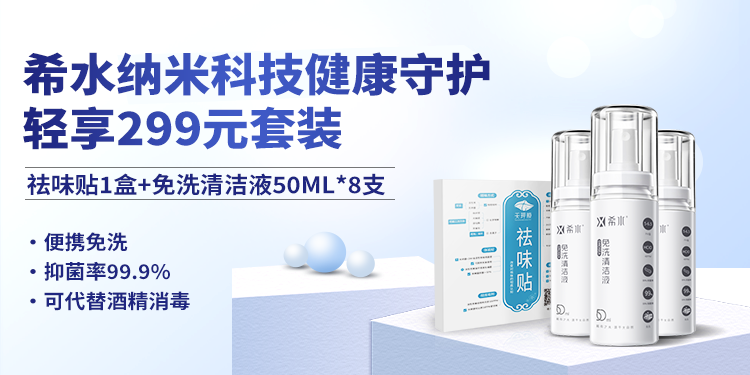 希水纳米科技健康守护
轻享299元套装
祛味贴1盒+免洗清洁液50ML*8支
·便携免洗
·抑菌率99.9%
·可代替酒精消毒
祛味贴
希水
免洗清洁液
50ml